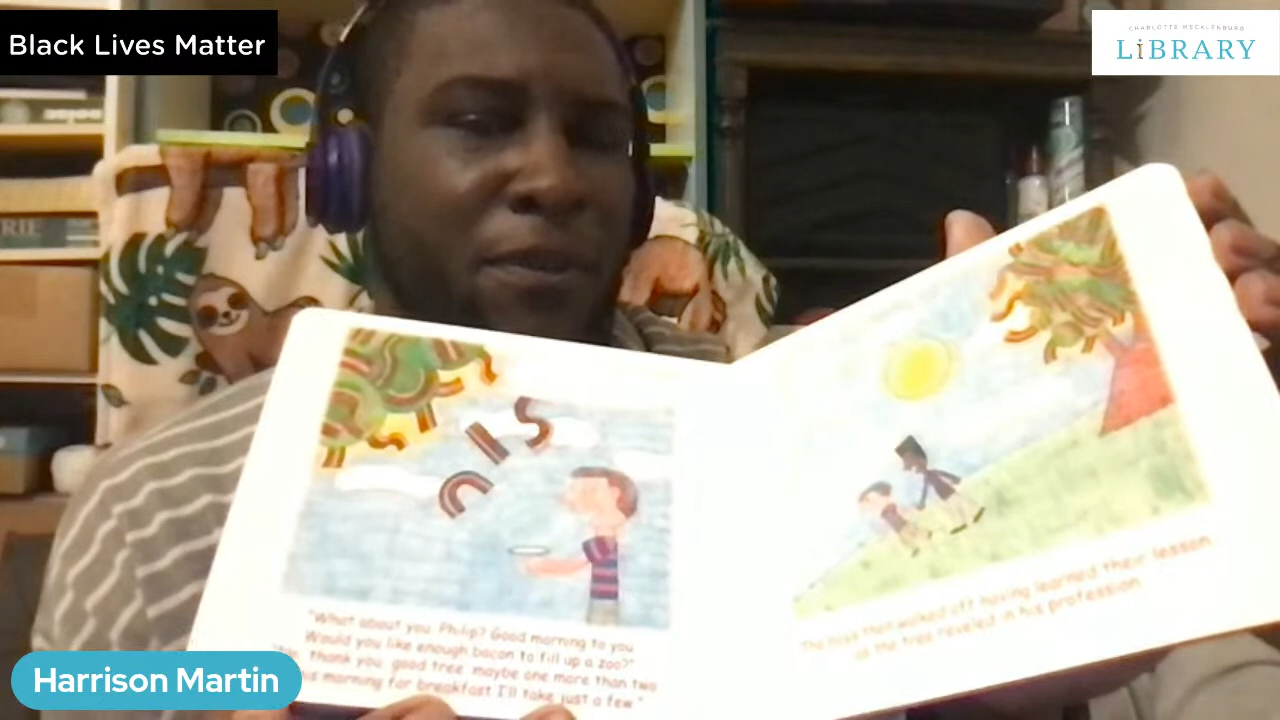 Black Lives Matter
CHARLOTTE MECKLENBURG
LiBRARY
RIE
"What about you, Philip? Good morning to you.
Would you like enough bacon to fill up a zoo?"
thank you good tree maybe one more than two
morning for breakfast I'll take just a few."
The two then walked off having learned their lesson
as the tree reveled in his profession.
Harrison Martin